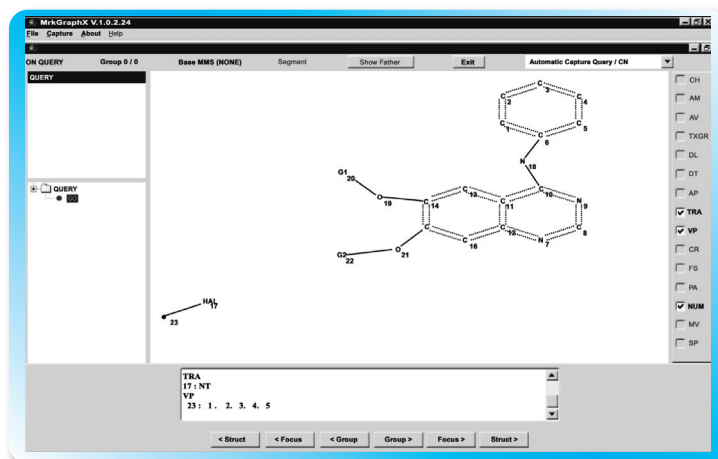 MrkGraphX V.1.0.2.24
File Capture About Help
ON QUERY Group 0 / 0 Base MMS (NONE) Segment Show Father Exit Automatic Capture Query / CN
QUERY
QUERY
G0
C 3
C 2
C 4
C 1
C 5
C 6
N 18
G1 20
O 19
C 14
C 13
C 11
C 10
N 9
C
C 16
C 12
N 7
C 8
G2 22
O 21
HAL 17
23
CH
AM
AV
TXGR
DL
DT
AP
TRA
VP
CR
FS
PA
NUM
MV
SP
TRA
17 : NT
VP
23 : 1 . 2. 3. 4. 5
< Struct < Focus < Group Group > Focus > Struct >